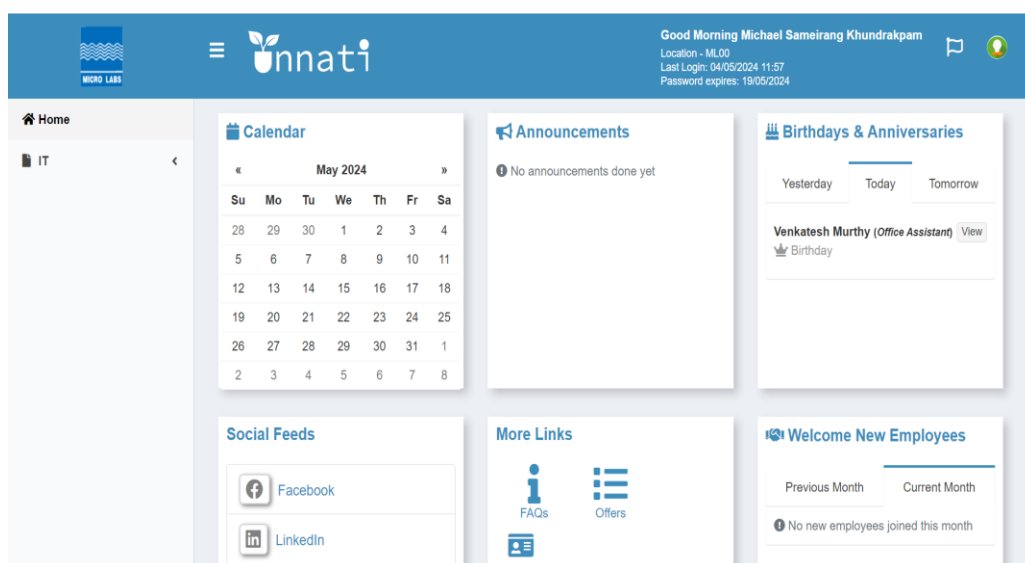 MICRO LABS
Unnati
Good Morning Michael Sameirang Khundrakpam
Location - ML00
Last Login: 04/05/2024 11:57
Password expires: 19/05/2024
Home
IT
Calendar
« May 2024 »
Su Mo Tu We Th Fr Sa
28 29 30 1 2 3 4
5 6 7 8 9 10 11
12 13 14 15 16 17 18
19 20 21 22 23 24 25
26 27 28 29 30 31 1
2 3 4 5 6 7 8
Announcements
No announcements done yet
Birthdays & Anniversaries
Yesterday Today Tomorrow
Venkatesh Murthy (Office Assistant) View
Birthday
Social Feeds
Facebook
LinkedIn
More Links
FAQs Offers
Welcome New Employees
Previous Month Current Month
No new employees joined this month